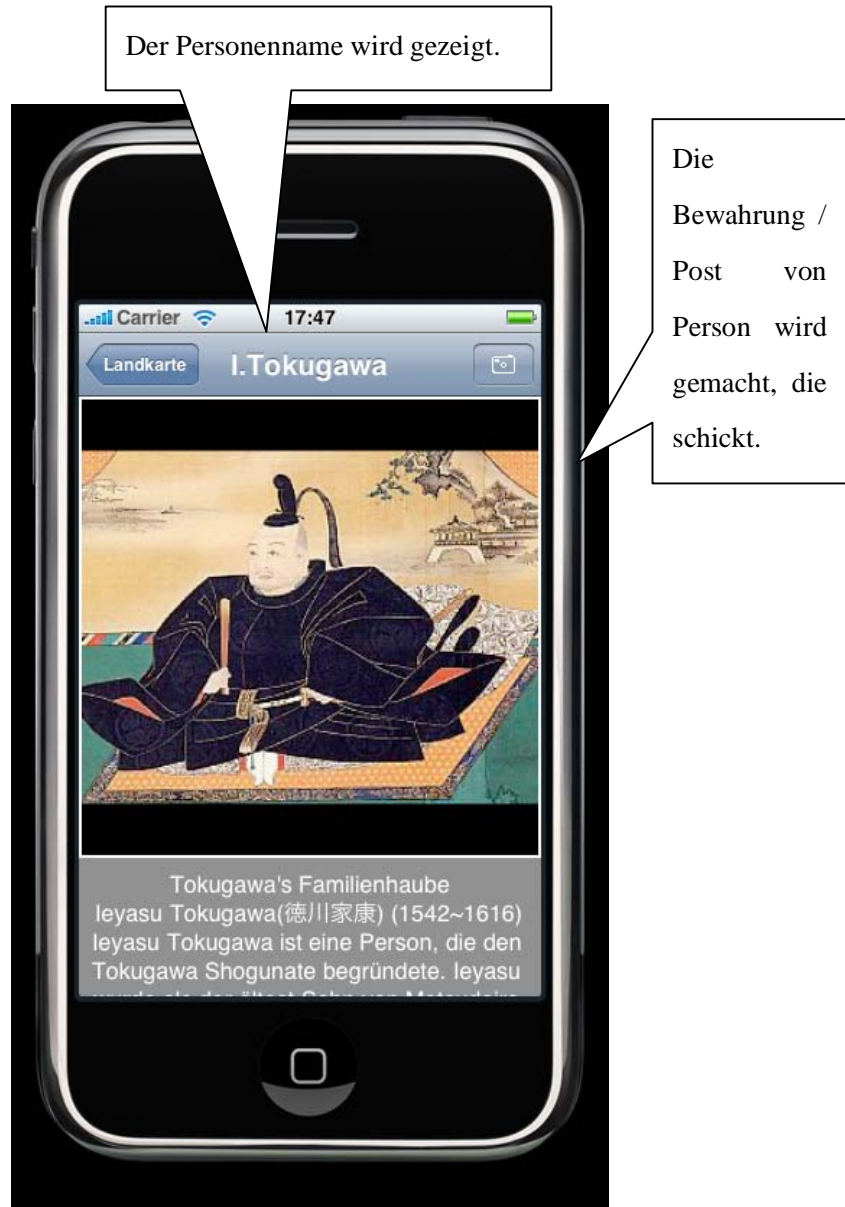 Der Personenname wird gezeigt.
Die
Bewahrung /
Post von
Person wird
gemacht, die
schickt.
Carrier 17:47
Landkarte I.Tokugawa
Tokugawa's Familienhaube
Ieyasu Tokugawa(徳川家康) (1542~1616)
Ieyasu Tokugawa ist eine Person, die den
Tokugawa Shogunate begründete. Ieyasu